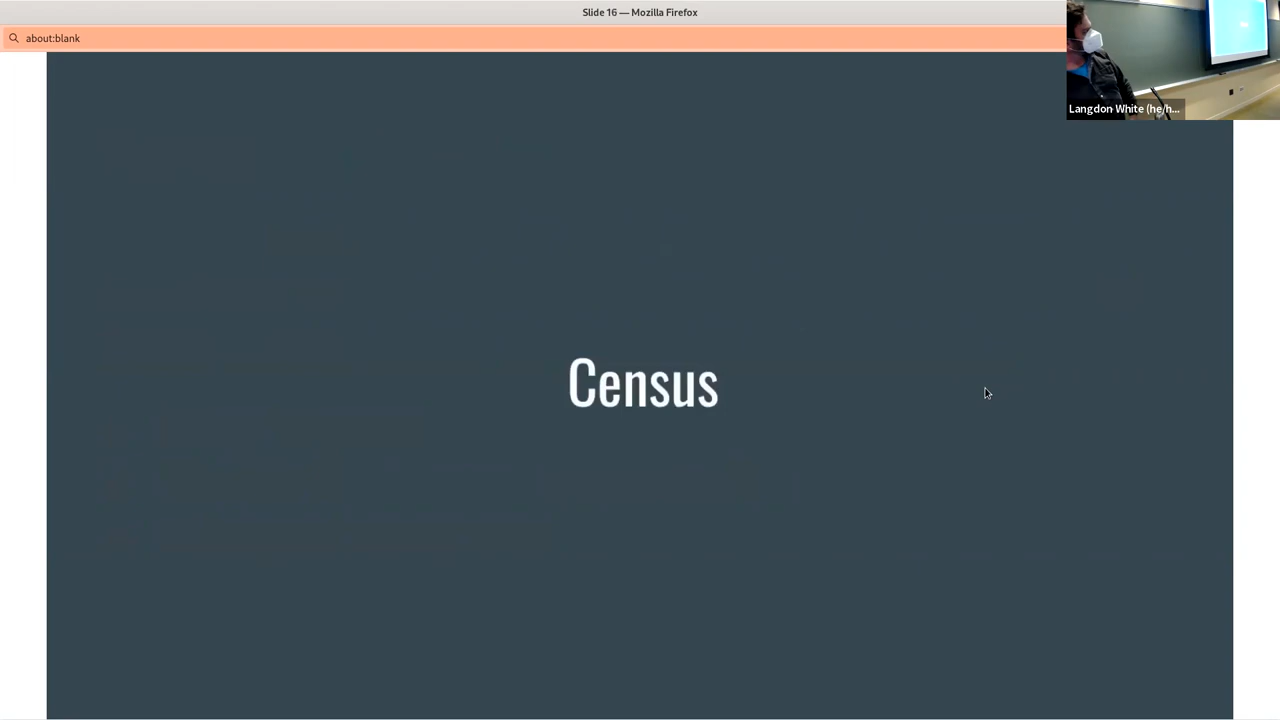 Slide 16 — Mozilla Firefox
about:blank
Langdon White (he/h...
Census